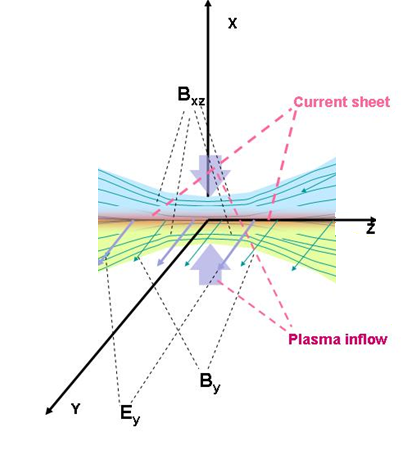 X
Bxz
Current sheet
Z
Plasma inflow
By
Y
Ey